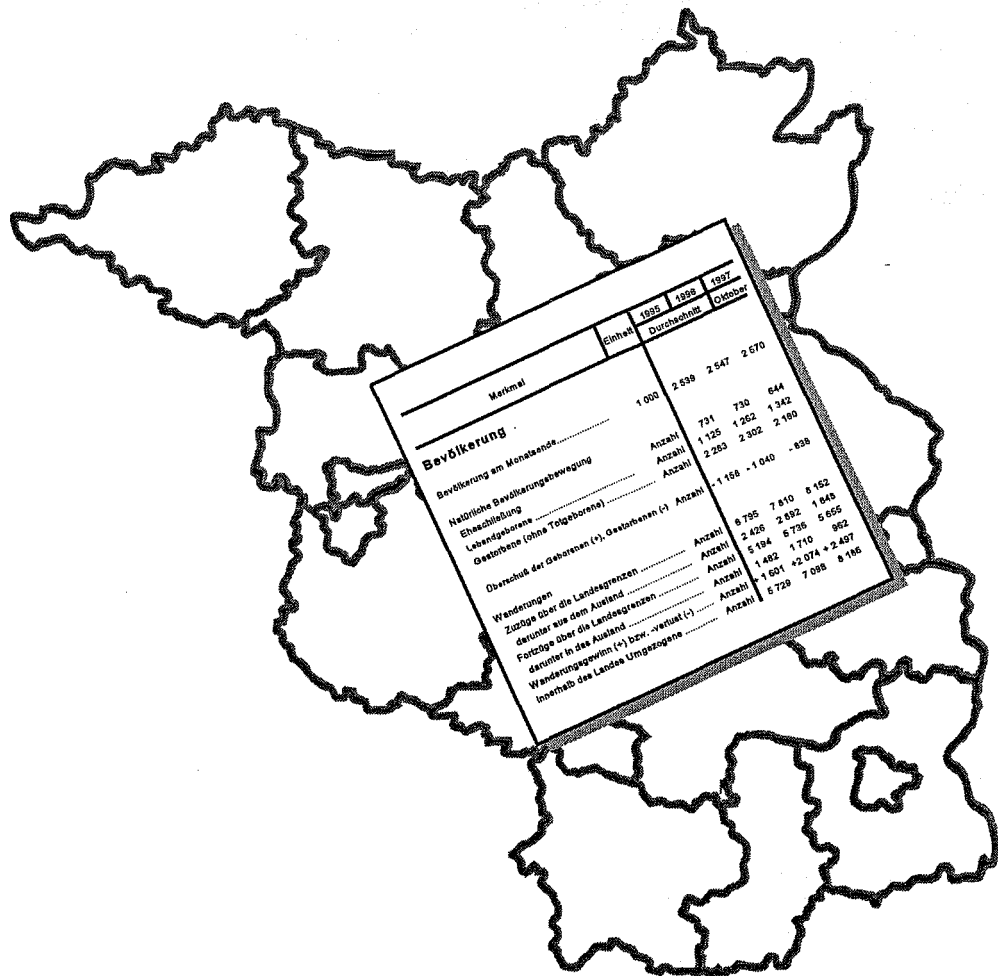 Merkmal Einheit 1995 1996 1997
Durchschnitt Oktober
Bevölkerung
Bevölkerung am Monatsende 1 000 2 539 2 547 2 570
Natürliche Bevölkerungsbewegung
Eheschließung Anzahl 731 730 644
Lebendgeborene Anzahl 1 125 1 262 1 342
Gestorbene (ohne Totgeborene) Anzahl 2 283 2 302 2 180
Überschuß der Geborenen (+), Gestorbenen (-) Anzahl - 1 158 - 1 040 - 838
Wanderungen
Zuzüge über die Landesgrenzen Anzahl 6 795 7 810 8 152
darunter aus dem Ausland Anzahl 2 426 2 892 1 848
Fortzüge über die Landesgrenzen Anzahl 5 194 5 736 5 655
darunter in das Ausland Anzahl 1 482 1 710 962
Wanderungsgewinn (+) bzw. -verlust (-) Anzahl + 1 601 +2 074 + 2 497
Innerhalb des Landes Umgezogene Anzahl 5 729 7 098 8 186